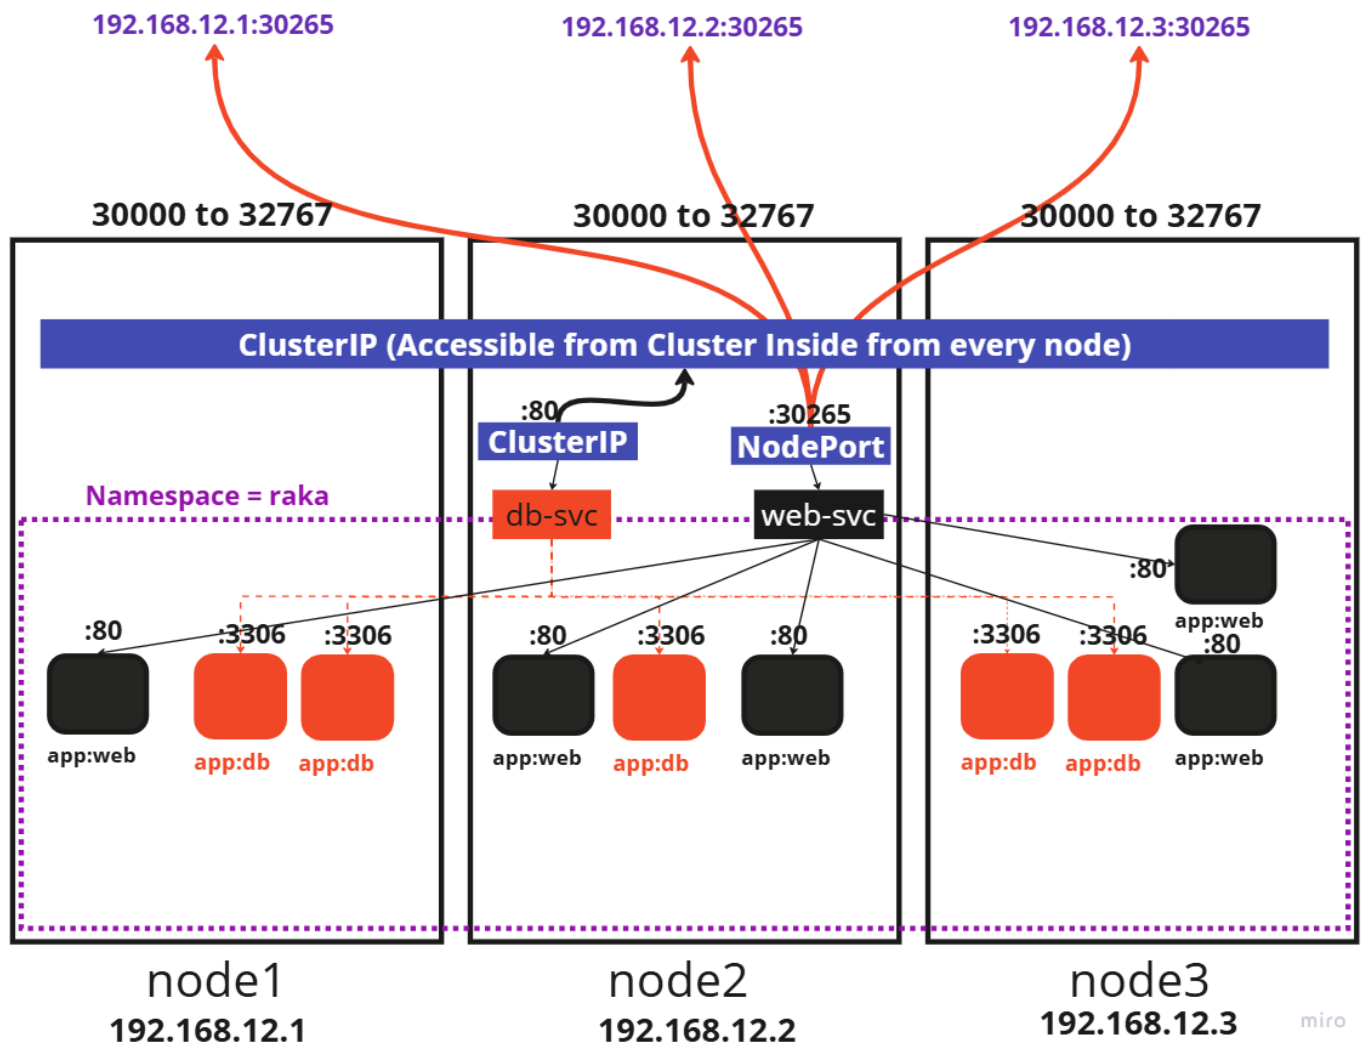 192.168.12.1:30265
192.168.12.2:30265
192.168.12.3:30265
30000 to 32767
30000 to 32767
30000 to 32767
ClusterIP (Accessible from Cluster Inside from every node)
:80
:30265
ClusterIP
NodePort
Namespace = raka
db-svc
web-svc
:80
app:web
:80
:3306
:3306
:80
:3306
:80
:3306
:3306
:80
app:web
app:db
app:db
app:web
app:db
app:web
app:db
app:db
app:web
node1
node2
node3
192.168.12.1
192.168.12.2
192.168.12.3
miro